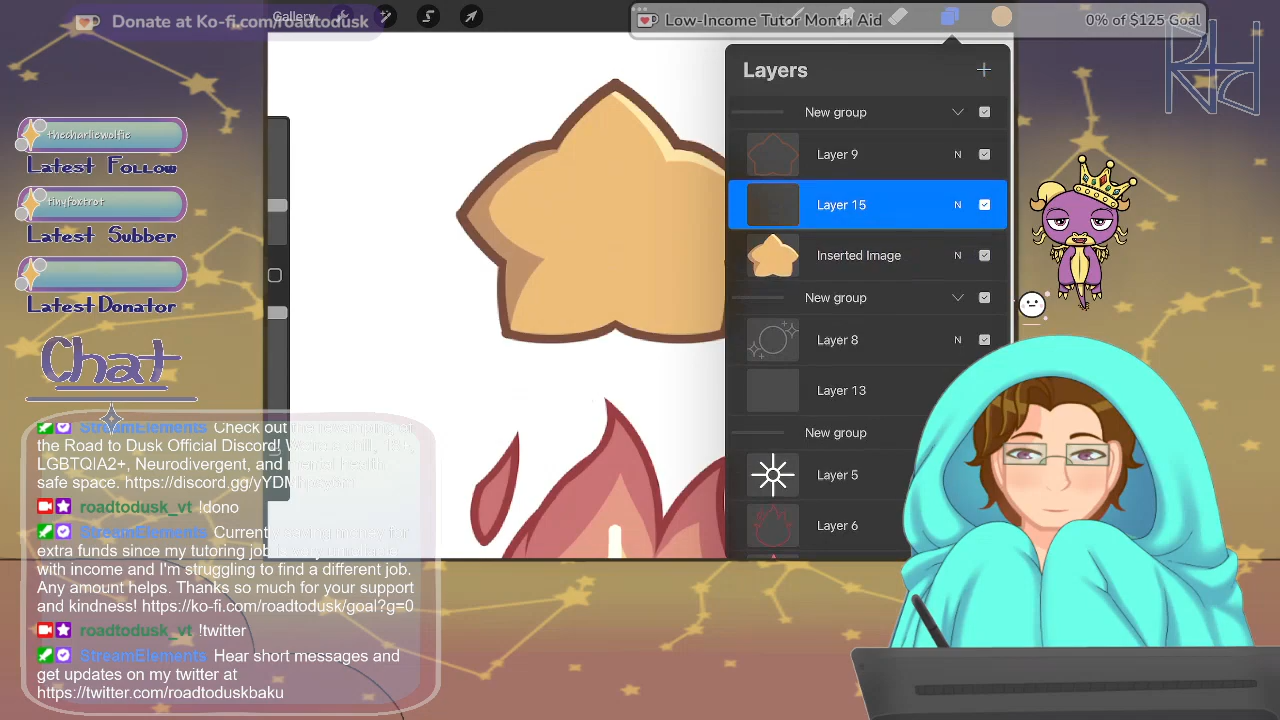 Donate at Ko-fi.com/roadtodusk
Gallery
Low-Income Tutor Month Aid
0% of $125 Goal
thecharliewolfie
Latest Follow
tinyfoxtrot
Latest Subber
Latest Donator
Chat
StreamElements Check out the
the Road to Dusk Official Discord!
LGBTQIA2+, Neurodivergent, and mental health
safe space. https://discord.gg/
roadtodusk_vt !dono
StreamElements
extra funds since my tutoring job
with income and I'm struggling to find a different job.
Any amount helps. Thanks so much for your support
and kindness! https://ko-fi.com/roadtodusk/goal?g=0
roadtodusk_vt !twitter
StreamElements Hear short messages and
get updates on my twitter at
https://twitter.com/roadtoduskbaku
Layers
New group
Layer 9 N
Layer 15 N
Inserted Image N
New group
Layer 8 N
Layer 13
New group
Layer 5
Layer 6